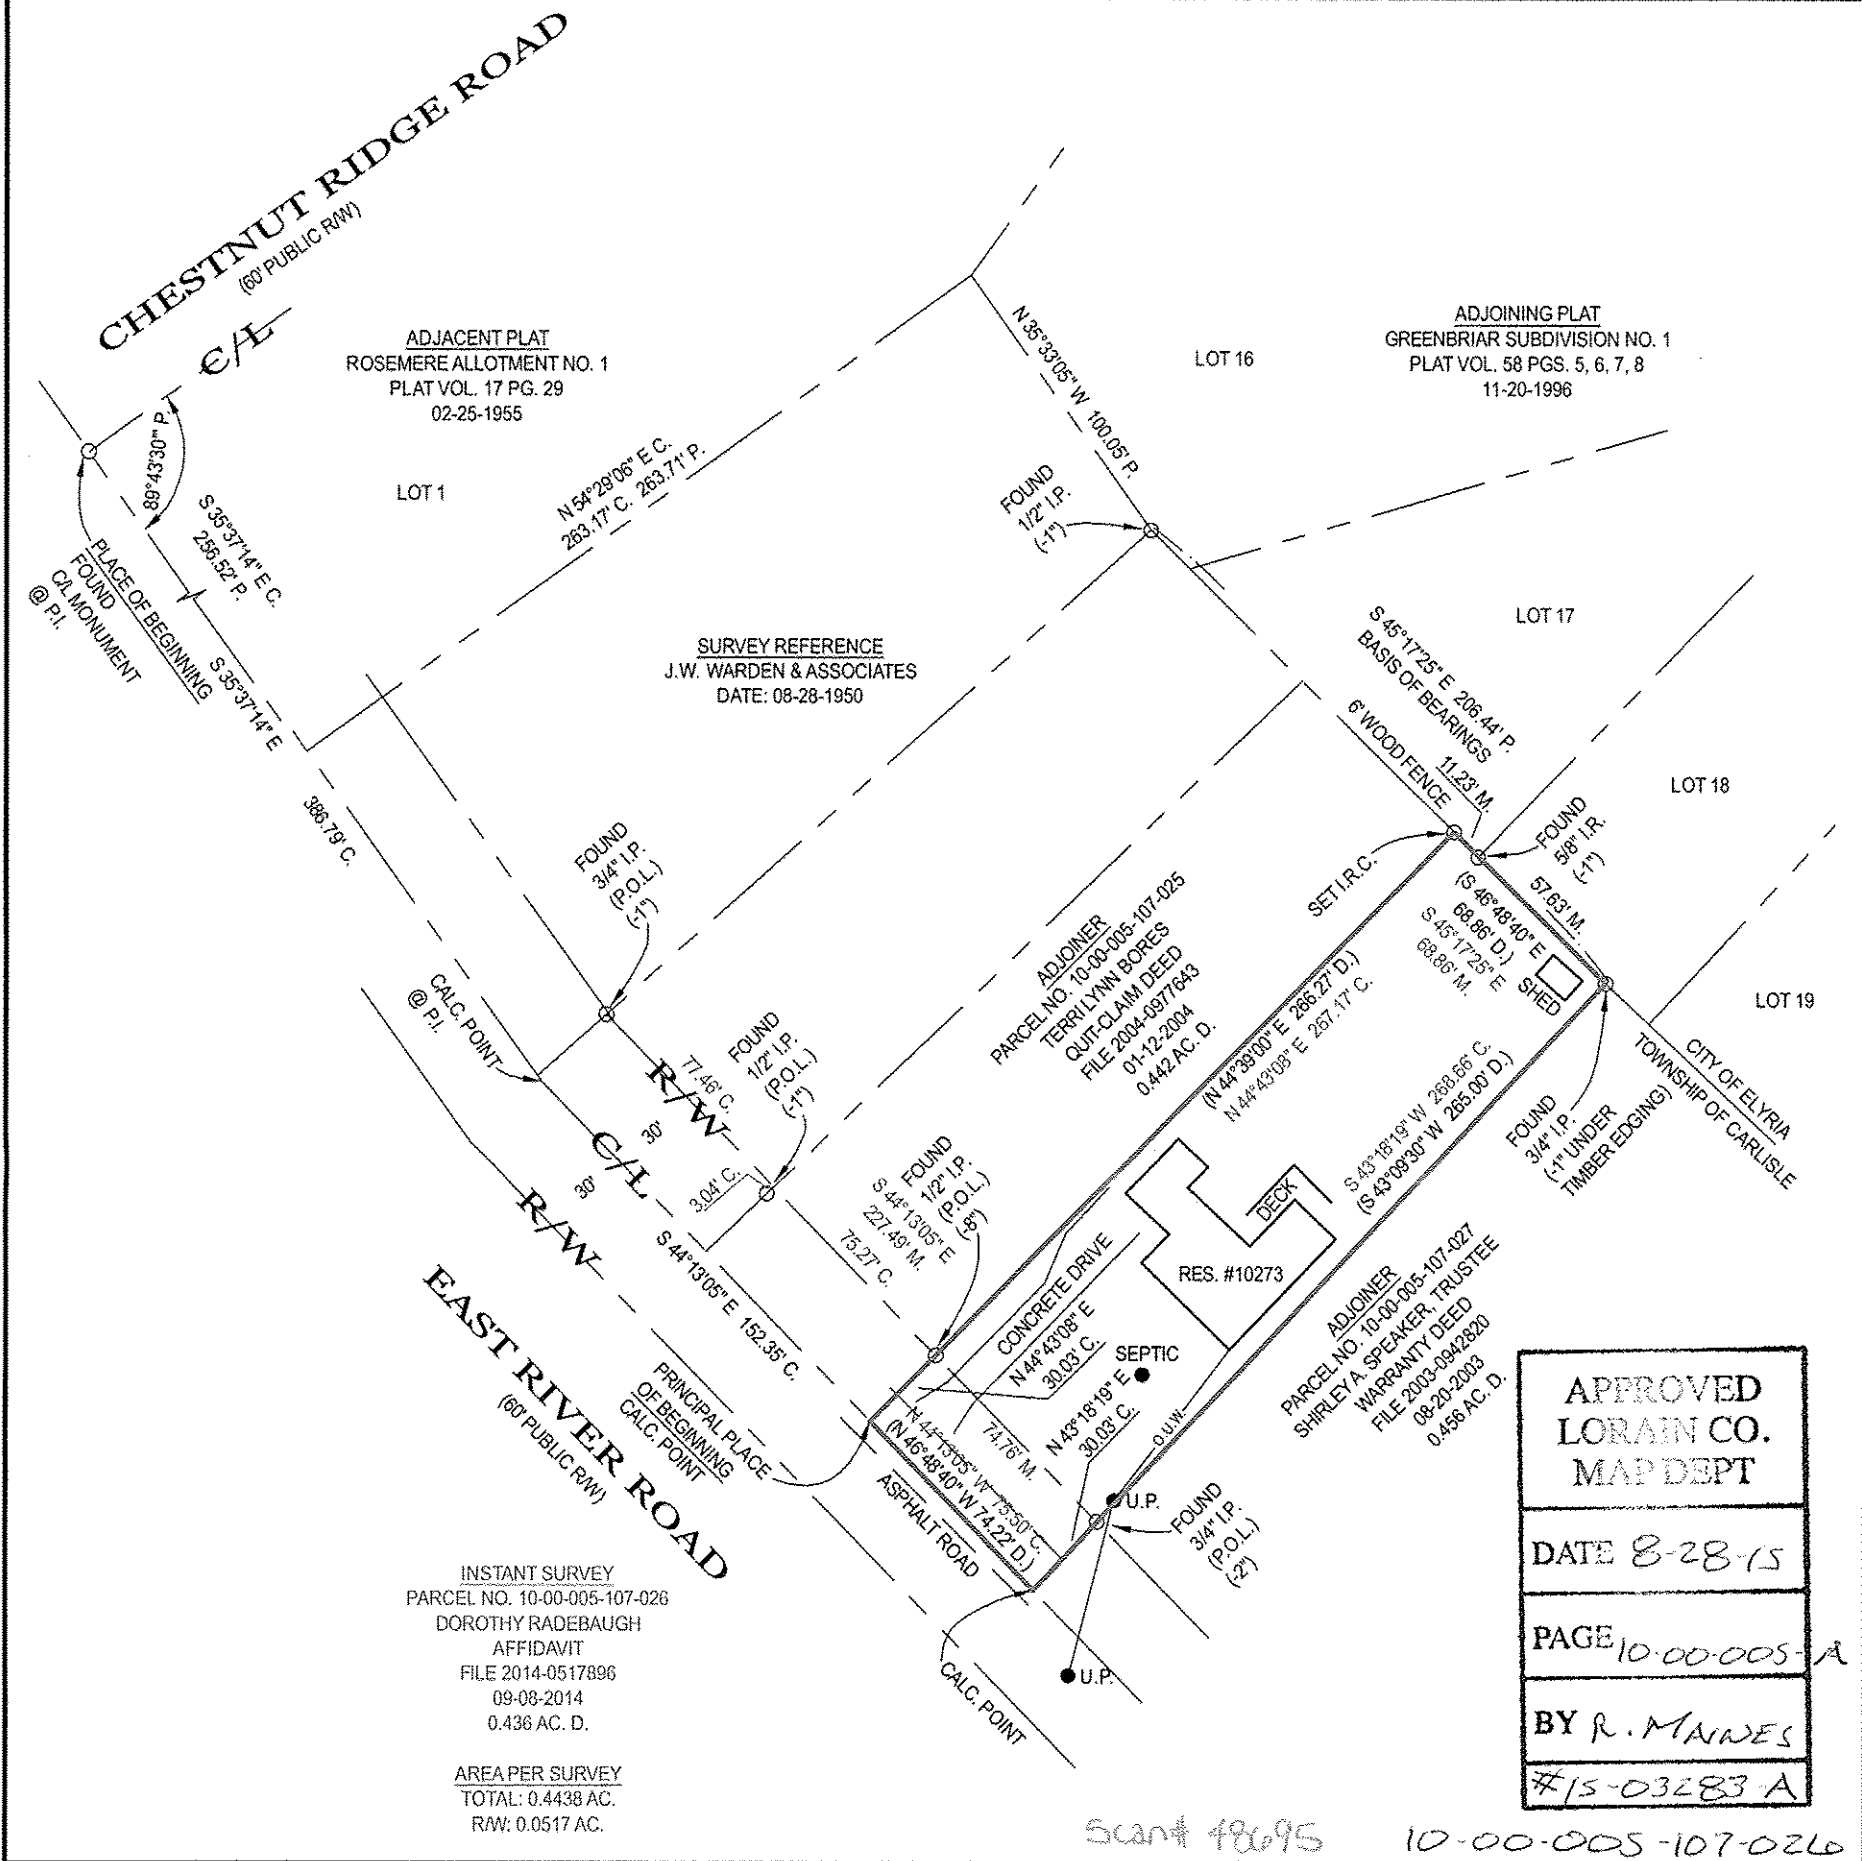 CHESTNUT RIDGE ROAD
(60' PUBLIC R/W)
C/L
ADJACENT PLAT
ROSEMERE ALLOTMENT NO. 1
PLAT VOL. 17 PG. 29
02-25-1955
LOT 1
89°43'30" P.
S 35°37'14" E C.
256.52' P.
PLACE OF BEGINNING
FOUND
C/L MONUMENT
@ P.I.
S 35°37'14" E
386.79' C.
N 54°29'06" E C.
263.17' C. 263.71' P.
N 35°33'05" W 100.05' P.
LOT 16
ADJOINING PLAT
GREENBRIAR SUBDIVISION NO. 1
PLAT VOL. 58 PGS. 5, 6, 7, 8
11-20-1996
FOUND
1/2" I.P.
(-1")
SURVEY REFERENCE
J.W. WARDEN & ASSOCIATES
DATE: 08-28-1950
LOT 17
S 45°17'25" E 206.44' P.
BASIS OF BEARINGS
6' WOOD FENCE
11.23' M.
LOT 18
FOUND
5/8" I.R.
(-1")
SET I.R.C.
57.63' M.
(S 46°48'40" E
68.86' D.)
S 45°17'25" E
68.86' M.
SHED
LOT 19
CITY OF ELYRIA
TOWNSHIP OF CARLISLE
FOUND
3/4" I.P.
(-1" UNDER
TIMBER EDGING)
FOUND
3/4" I.P.
(P.O.L.)
(-1")
CALC. POINT
@ P.I.
ADJOINER
PARCEL NO. 10-00-005-107-025
TERRI LYNN BORES
QUIT-CLAIM DEED
FILE 2004-0977643
01-12-2004
0.442 AC. D.
(N 44°39'00" E 266.27' D.)
N 44°43'08" E 267.17' C.
S 43°18'19" W 268.66' C.
(S 43°09'30" W 265.00' D.)
FOUND
1/2" I.P.
(P.O.L.)
(-1")
77.46' C.
R/W
30'
C/L
30'
R/W
3.04' C.
FOUND
1/2" I.P.
(P.O.L.)
(-8")
S 44°13'05" E
227.49' M.
75.27' C.
S 44°13'05" E 152.35' C.
DECK
RES. #10273
CONCRETE DRIVE
N 44°43'08" E
30.03' C.
SEPTIC
N 43°18'19" E
30.03' C.
O.U.W.
74.76' M.
N 44°13'05" W 73.50' C.
(N 46°48'40" W 74.22' D.)
ASPHALT ROAD
ADJOINER
PARCEL NO. 10-00-005-107-027
SHIRLEY A. SPEAKER, TRUSTEE
WARRANTY DEED
FILE 2003-0942820
08-20-2003
0.456 AC. D.
EAST RIVER ROAD
(60' PUBLIC R/W)
PRINCIPAL PLACE
OF BEGINNING
CALC. POINT
U.P.
FOUND
3/4" I.P.
(P.O.L.)
(-2")
U.P.
CALC. POINT
INSTANT SURVEY
PARCEL NO. 10-00-005-107-026
DOROTHY RADEBAUGH
AFFIDAVIT
FILE 2014-0517896
09-08-2014
0.436 AC. D.
AREA PER SURVEY
TOTAL: 0.4438 AC.
R/W: 0.0517 AC.
APPROVED
LORAIN CO.
MAP DEPT
DATE 8-28-15
PAGE 10-00-005-A
BY R. MAINES
#15-03283-A
Scan# 48695
10-00-005-107-026